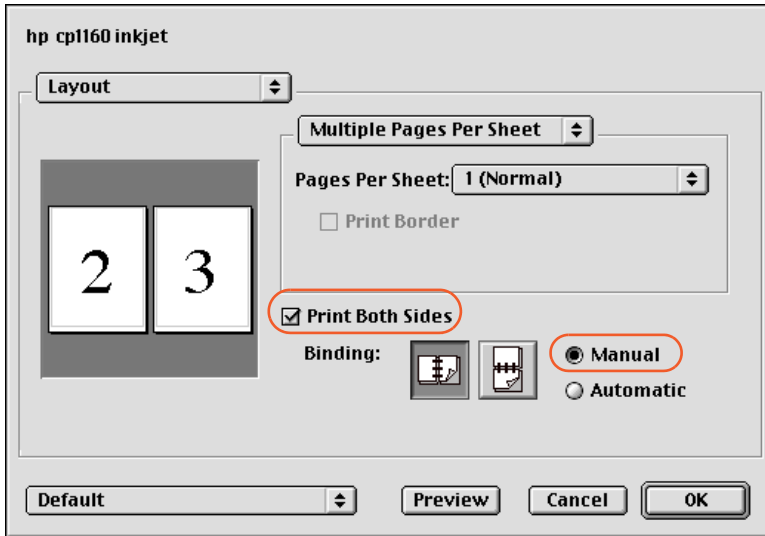 hp cp1160 inkjet
Layout
Multiple Pages Per Sheet
Pages Per Sheet: 1 (Normal)
Print Border
2 3
Print Both Sides
Binding:
Manual
Automatic
Default Preview Cancel OK